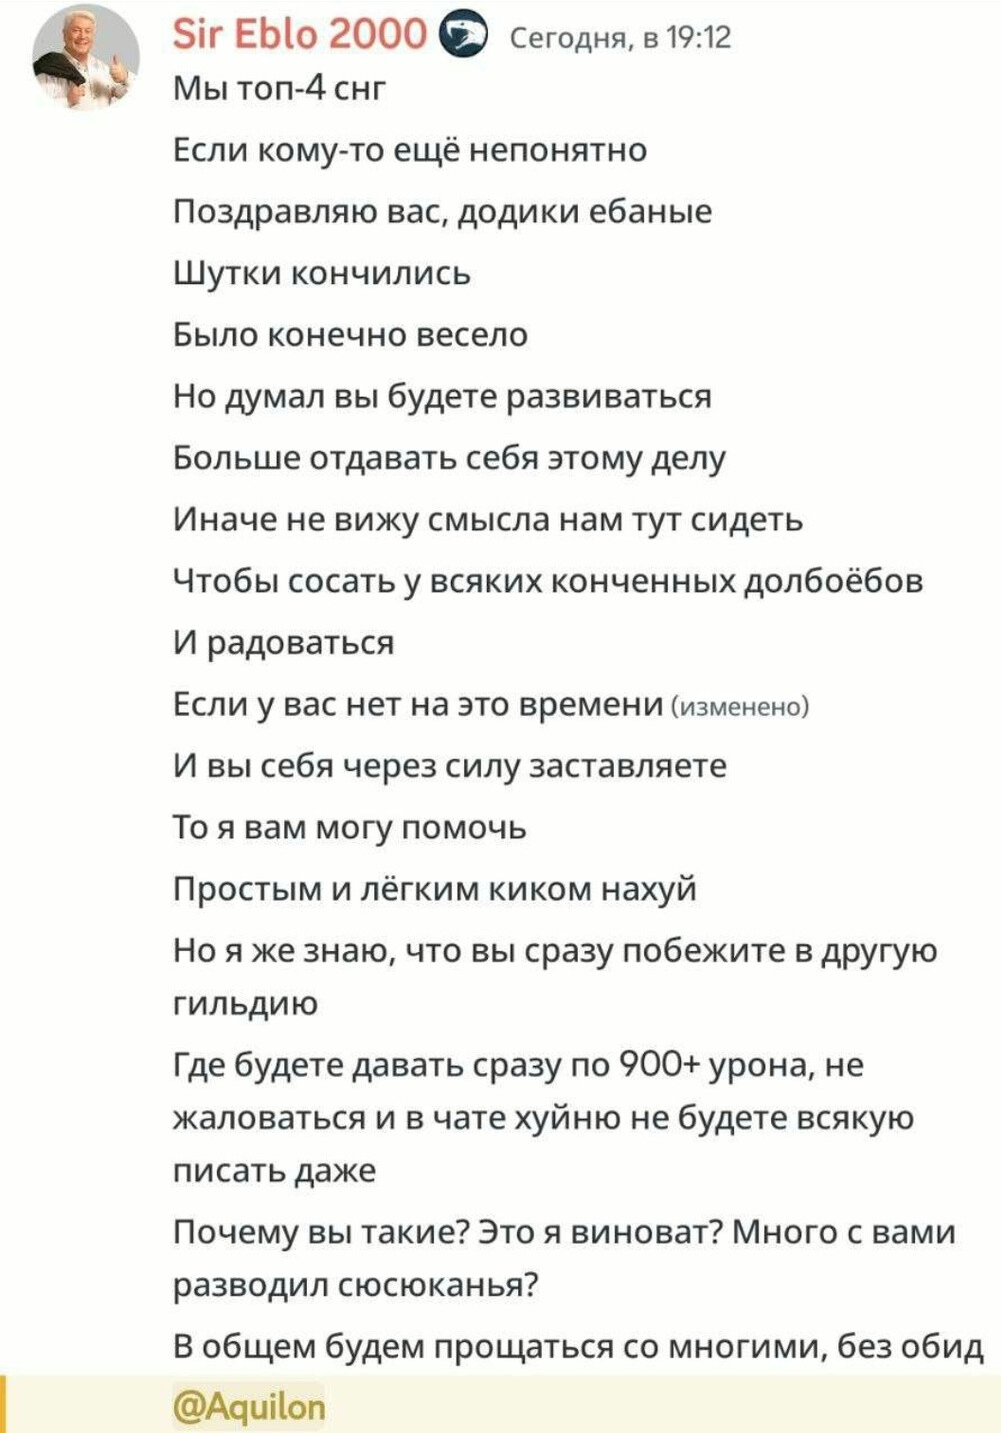 Sir Eblo 2000 Сегодня, в 19:12
Мы топ-4 снг
Если кому-то ещё непонятно
Поздравляю вас, додики ебаные
Шутки кончились
Было конечно весело
Но думал вы будете развиваться
Больше отдавать себя этому делу
Иначе не вижу смысла нам тут сидеть
Чтобы сосать у всяких конченных долбоёбов
И радоваться
Если у вас нет на это времени (изменено)
И вы себя через силу заставляете
То я вам могу помочь
Простым и лёгким киком нахуй
Но я же знаю, что вы сразу побежите в другую
гильдию
Где будете давать сразу по 900+ урона, не
жаловаться и в чате хуйню не будете всякую
писать даже
Почему вы такие? Это я виноват? Много с вами
разводил сюсюканья?
В общем будем прощаться со многими, без обид
@Aquilon